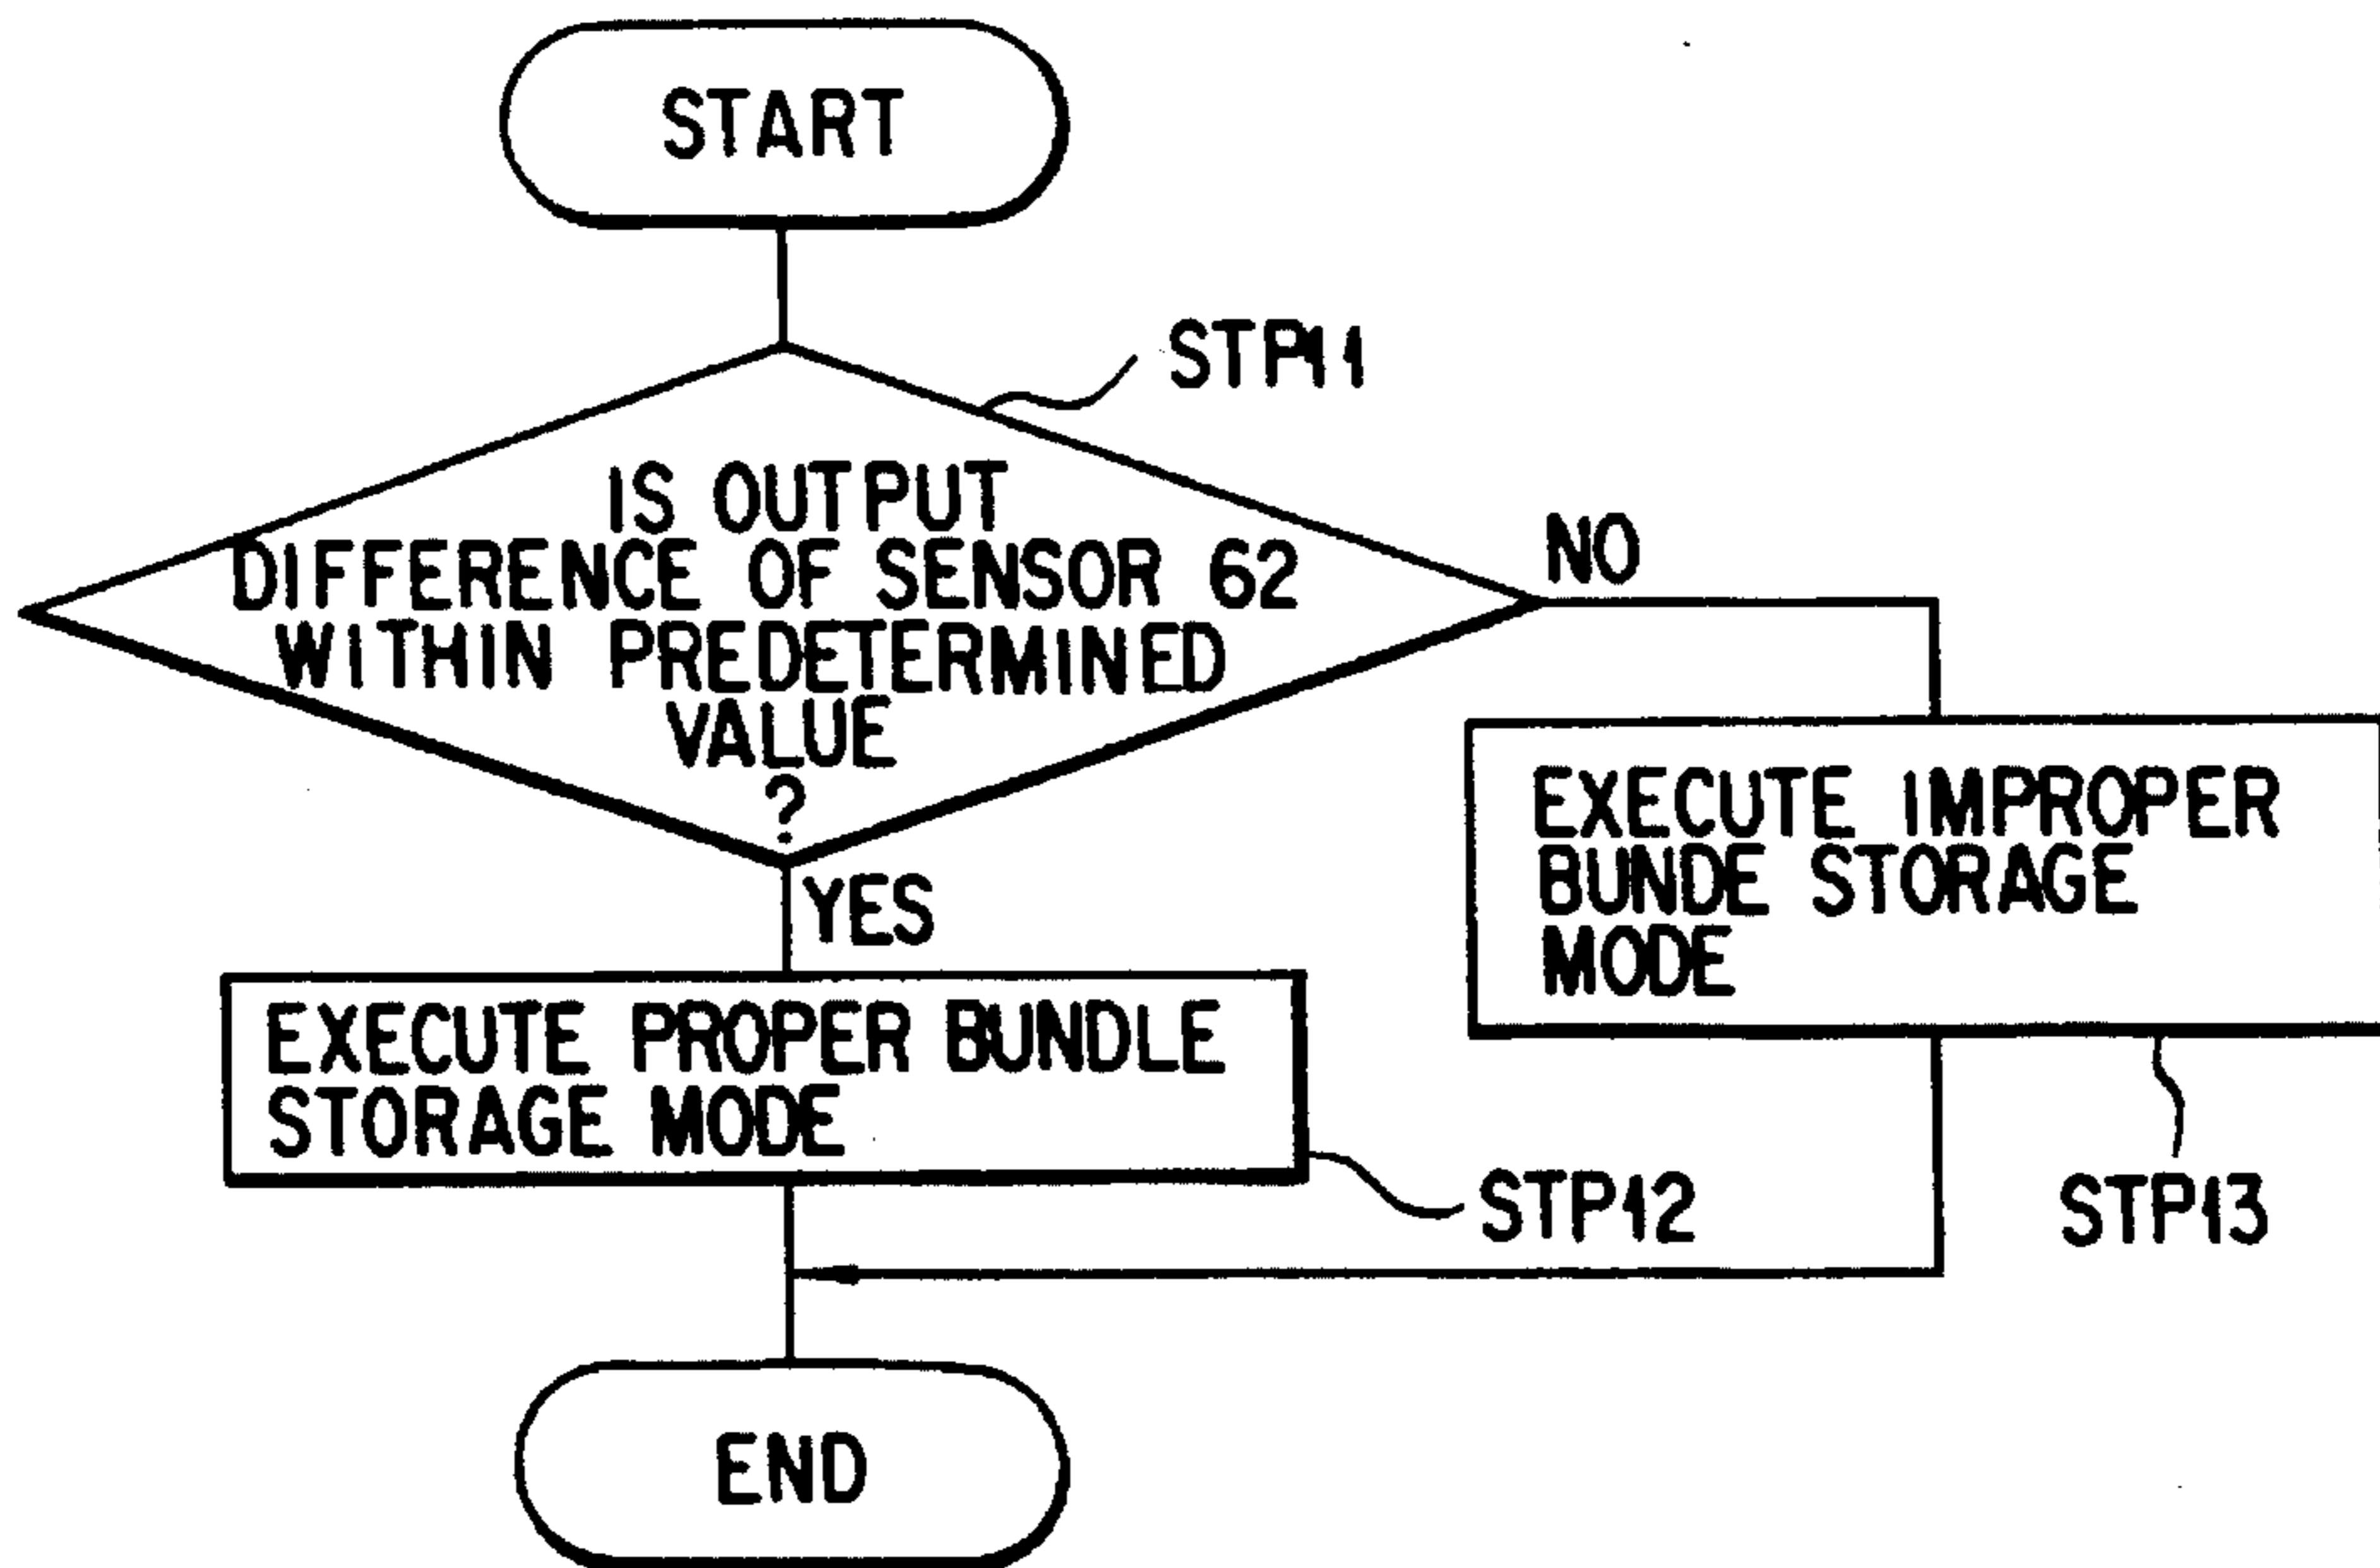 START
STP11
IS OUTPUT
DIFFERENCE OF SENSOR 62
WITHIN PREDETERMINED
VALUE
?
NO
YES
EXECUTE IMPROPER
BUNDE STORAGE
MODE
EXECUTE PROPER BUNDLE
STORAGE MODE
STP12
STP13
END